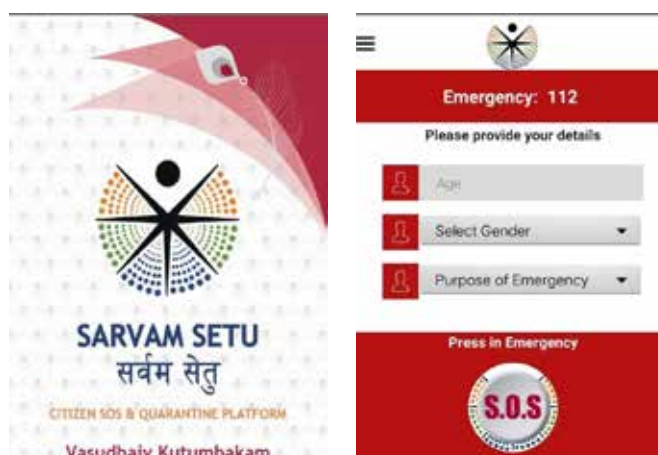 SARVAM SETU
सर्वम सेतु
CITIZEN SOS & QUARANTINE PLATFORM
Vasudhaiv Kutumbakam
Emergency: 112
Please provide your details
Age
Select Gender
Purpose of Emergency
Press in Emergency
S.O.S